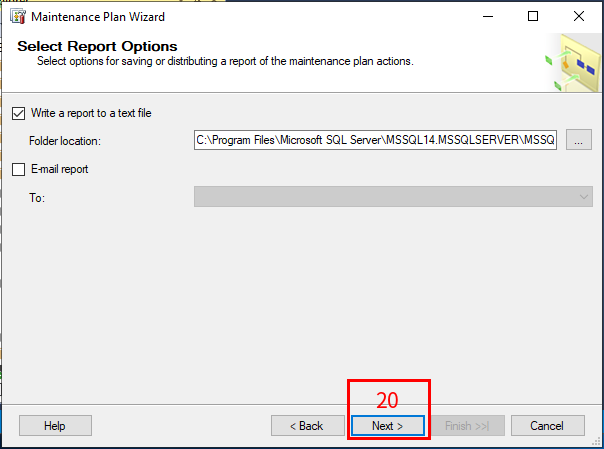 Maintenance Plan Wizard
Select Report Options
Select options for saving or distributing a report of the maintenance plan actions.
Write a report to a text file
Folder location:
C:\Program Files\Microsoft SQL Server\MSSQL14.MSSQLSERVER\MSSQ
...
E-mail report
To:
20
Help
< Back
Next >
Finish >>|
Cancel